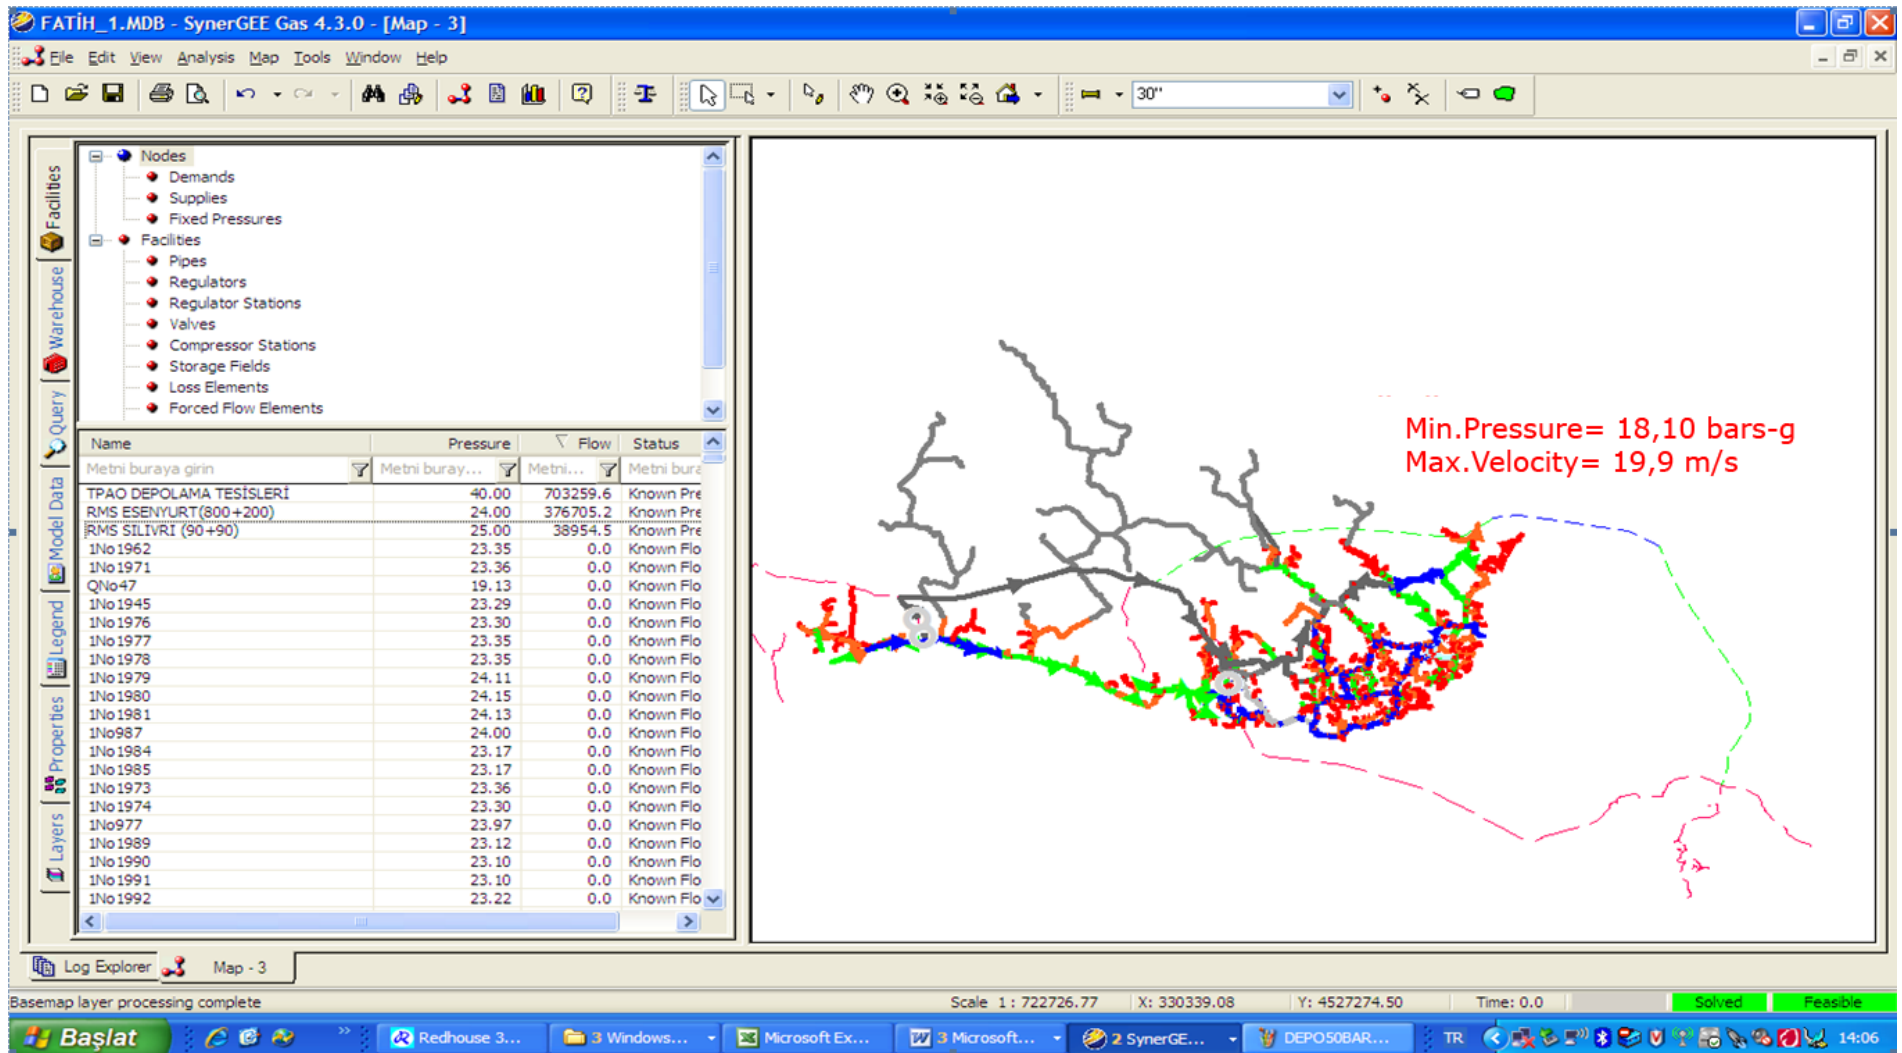 FATİH_1.MDB - SynerGEE Gas 4.3.0 - [Map - 3]
File Edit View Analysis Map Tools Window Help
30"
Facilities
Warehouse
Query
Model Data
Legend
Properties
Layers
Nodes
Demands
Supplies
Fixed Pressures
Facilities
Pipes
Regulators
Regulator Stations
Valves
Compressor Stations
Storage Fields
Loss Elements
Forced Flow Elements
Name Pressure Flow Status
Metni buraya girin Metni buray... Metni... Metni bura
TPAO DEPOLAMA TESİSLERİ 40.00 703259.6 Known Pre
RMS ESENYURT(800+200) 24.00 376705.2 Known Pre
RMS SILIVRI (90+90) 25.00 38954.5 Known Pre
1No1962 23.35 0.0 Known Flo
1No1971 23.36 0.0 Known Flo
QNo47 19.13 0.0 Known Flo
1No1945 23.29 0.0 Known Flo
1No1976 23.30 0.0 Known Flo
1No1977 23.35 0.0 Known Flo
1No1978 23.35 0.0 Known Flo
1No1979 24.11 0.0 Known Flo
1No1980 24.15 0.0 Known Flo
1No1981 24.13 0.0 Known Flo
1No987 24.00 0.0 Known Flo
1No1984 23.17 0.0 Known Flo
1No1985 23.17 0.0 Known Flo
1No1973 23.36 0.0 Known Flo
1No1974 23.30 0.0 Known Flo
1No977 23.97 0.0 Known Flo
1No1989 23.12 0.0 Known Flo
1No1990 23.10 0.0 Known Flo
1No1991 23.10 0.0 Known Flo
1No1992 23.22 0.0 Known Flo
Min.Pressure= 18,10 bars-g
Max.Velocity= 19,9 m/s
Log Explorer Map - 3
Basemap layer processing complete Scale 1 : 722726.77 X: 330339.08 Y: 4527274.50 Time: 0.0 Solved Feasible
Başlat Redhouse 3... 3 Windows... Microsoft Ex... 3 Microsoft... 2 SynerGE... DEPO50BAR... TR 14:06